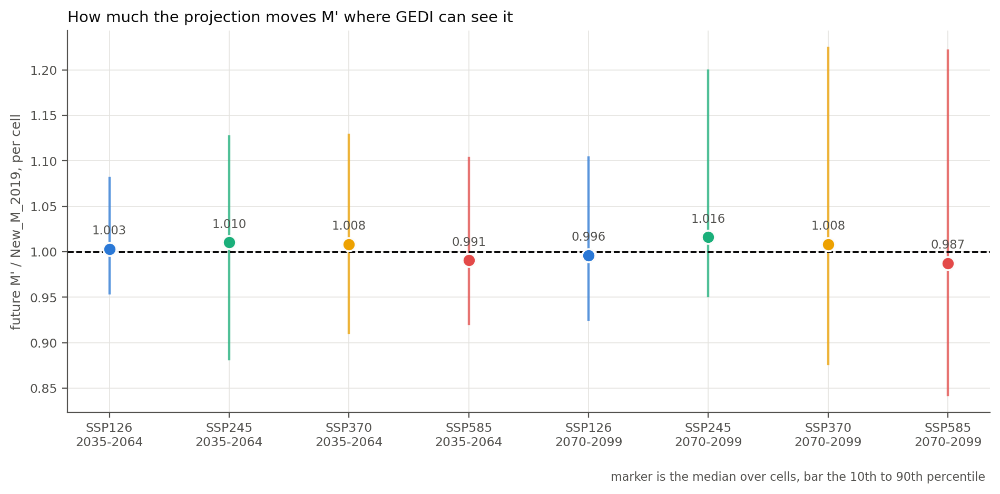 How much the projection moves M' where GEDI can see it
future M' / New_M_2019, per cell
1.20
1.15
1.10
1.05
1.00
0.95
0.90
0.85
1.003
1.010
1.008
0.991
0.996
1.016
1.008
0.987
SSP126
2035-2064
SSP245
2035-2064
SSP370
2035-2064
SSP585
2035-2064
SSP126
2070-2099
SSP245
2070-2099
SSP370
2070-2099
SSP585
2070-2099
marker is the median over cells, bar the 10th to 90th percentile